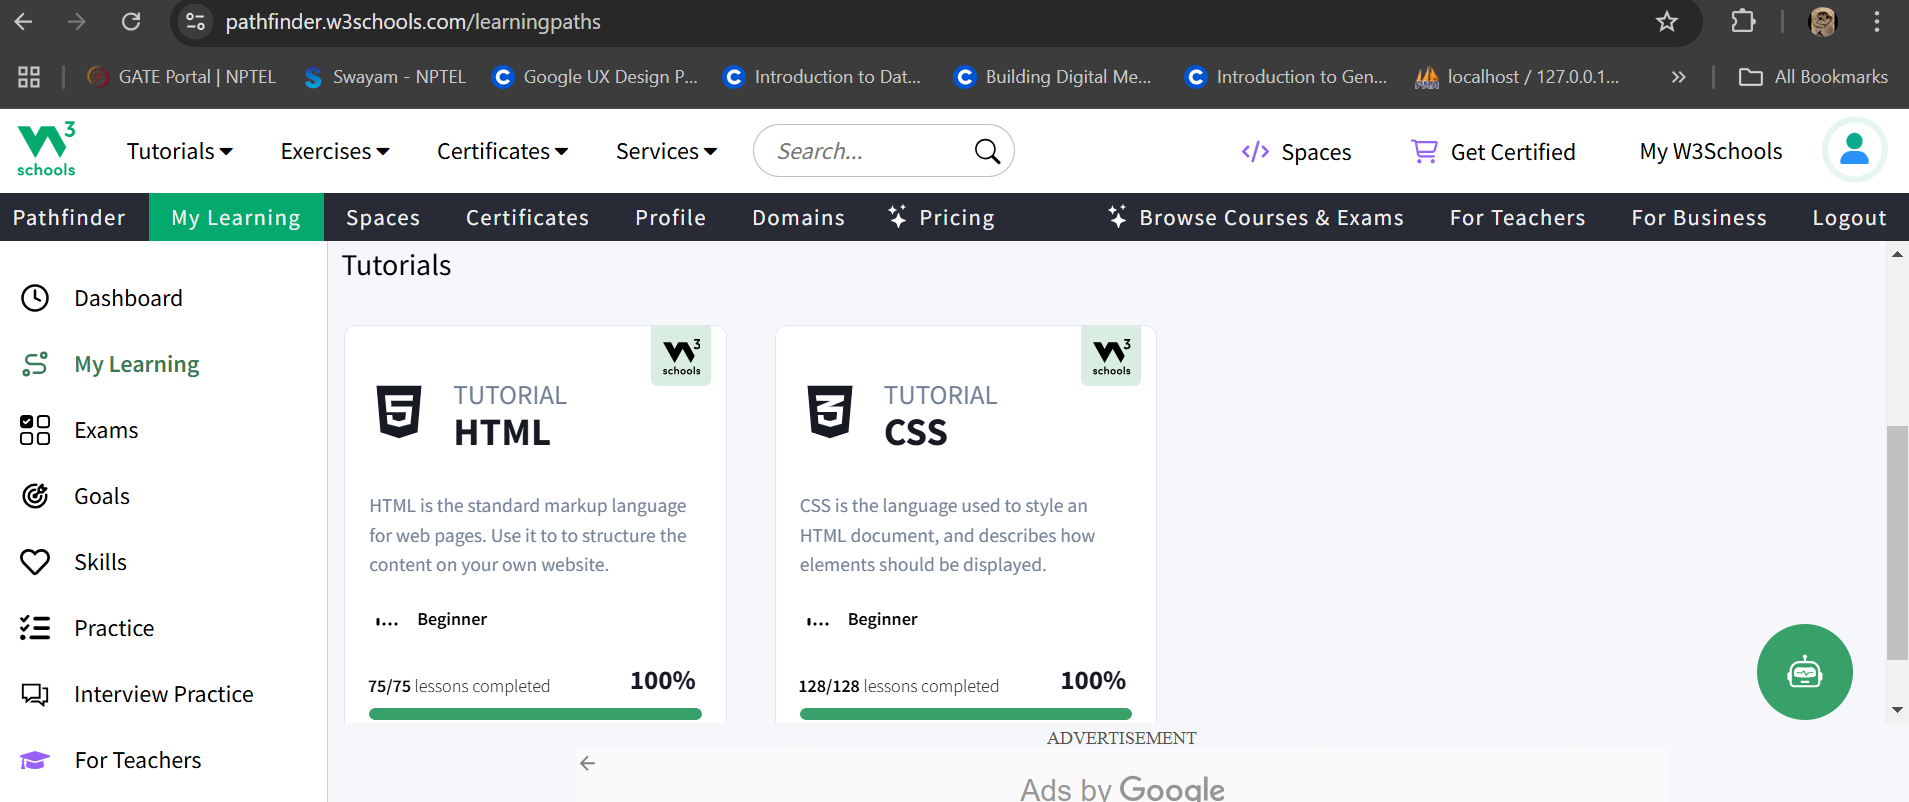 pathfinder.w3schools.com/learningpaths
GATE Portal | NPTEL Swayam - NPTEL Google UX Design P... Introduction to Dat... Building Digital Me... Introduction to Gen... localhost / 127.0.0.1... » All Bookmarks
W3 schools Tutorials Exercises Certificates Services Search... </> Spaces Get Certified My W3Schools
Pathfinder My Learning Spaces Certificates Profile Domains Pricing Browse Courses & Exams For Teachers For Business Logout
Dashboard
My Learning
Exams
Goals
Skills
Practice
Interview Practice
For Teachers
Tutorials
W3 schools
TUTORIAL
HTML
HTML is the standard markup language
for web pages. Use it to to structure the
content on your own website.
Beginner
75/75 lessons completed 100%
W3 schools
TUTORIAL
CSS
CSS is the language used to style an
HTML document, and describes how
elements should be displayed.
Beginner
128/128 lessons completed 100%
ADVERTISEMENT
Ads by Google